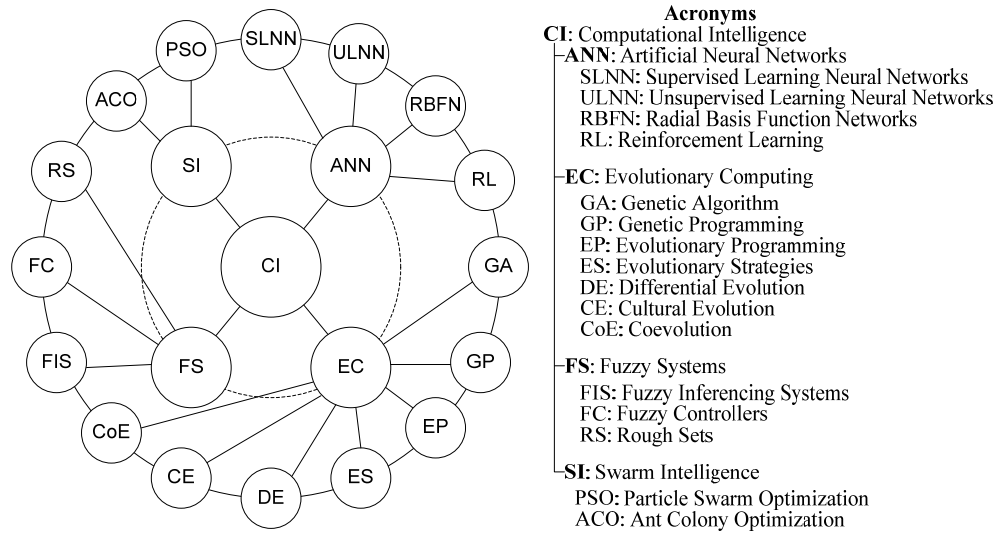 PSO
SLNN
ULNN
ACO
RBFN
RS
SI
ANN
RL
FC
CI
GA
FIS
FS
EC
GP
CoE
EP
CE
DE
ES
Acronyms
CI: Computational Intelligence
ANN: Artificial Neural Networks
SLNN: Supervised Learning Neural Networks
ULNN: Unsupervised Learning Neural Networks
RBFN: Radial Basis Function Networks
RL: Reinforcement Learning
EC: Evolutionary Computing
GA: Genetic Algorithm
GP: Genetic Programming
EP: Evolutionary Programming
ES: Evolutionary Strategies
DE: Differential Evolution
CE: Cultural Evolution
CoE: Coevolution
FS: Fuzzy Systems
FIS: Fuzzy Inferencing Systems
FC: Fuzzy Controllers
RS: Rough Sets
SI: Swarm Intelligence
PSO: Particle Swarm Optimization
ACO: Ant Colony Optimization